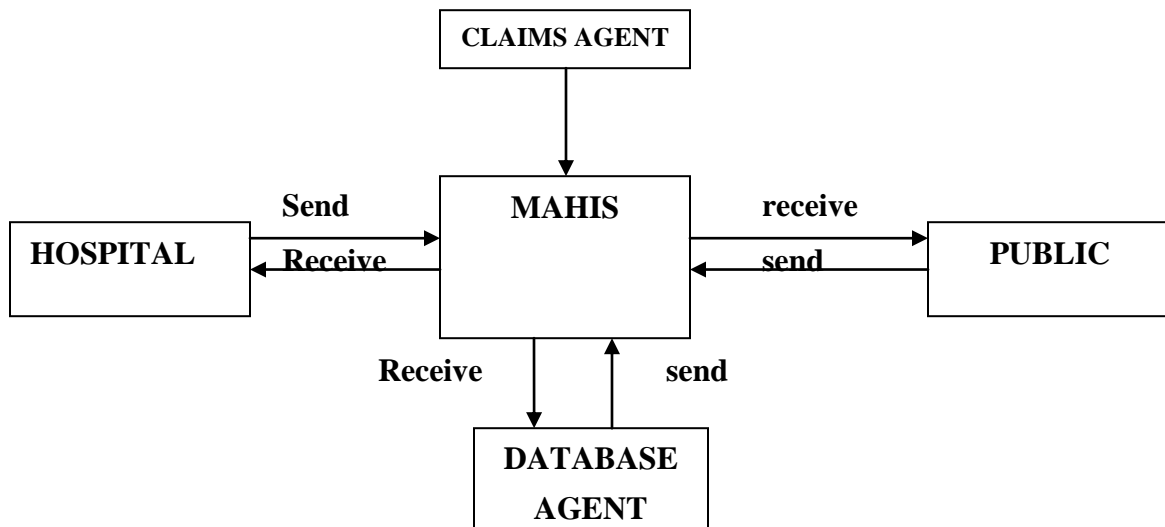 CLAIMS AGENT
Send
MAHIS
receive
HOSPITAL
Receive
send
PUBLIC
Receive
send
DATABASE
AGENT